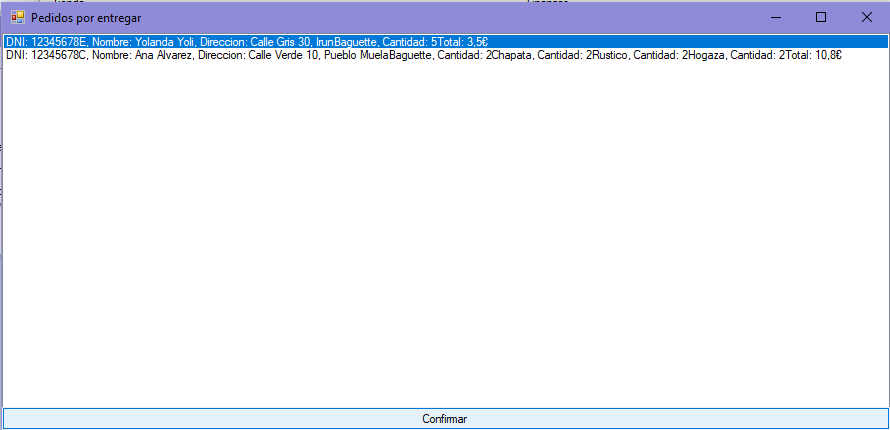 Pedidos por entregar
DNI: 12345678E, Nombre: Yolanda Yoli, Direccion: Calle Gris 30, IrunBaguette, Cantidad: 5Total: 3,5€
DNI: 12345678C, Nombre: Ana Alvarez, Direccion: Calle Verde 10, Pueblo MuelaBaguette, Cantidad: 2Chapata, Cantidad: 2Rustico, Cantidad: 2Hogaza, Cantidad: 2Total: 10,8€
Confirmar